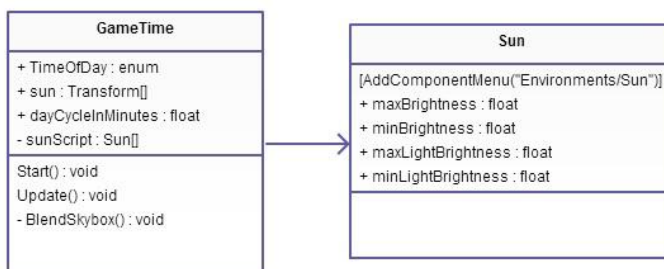 GameTime
+ TimeOfDay : enum
+ sun : Transform[]
+ dayCycleInMinutes : float
- sunScript : Sun[]
Start() : void
Update() : void
- BlendSkybox() : void
Sun
[AddComponentMenu("Environments/Sun")]
+ maxBrightness : float
+ minBrightness : float
+ maxLightBrightness : float
+ minLightBrightness : float